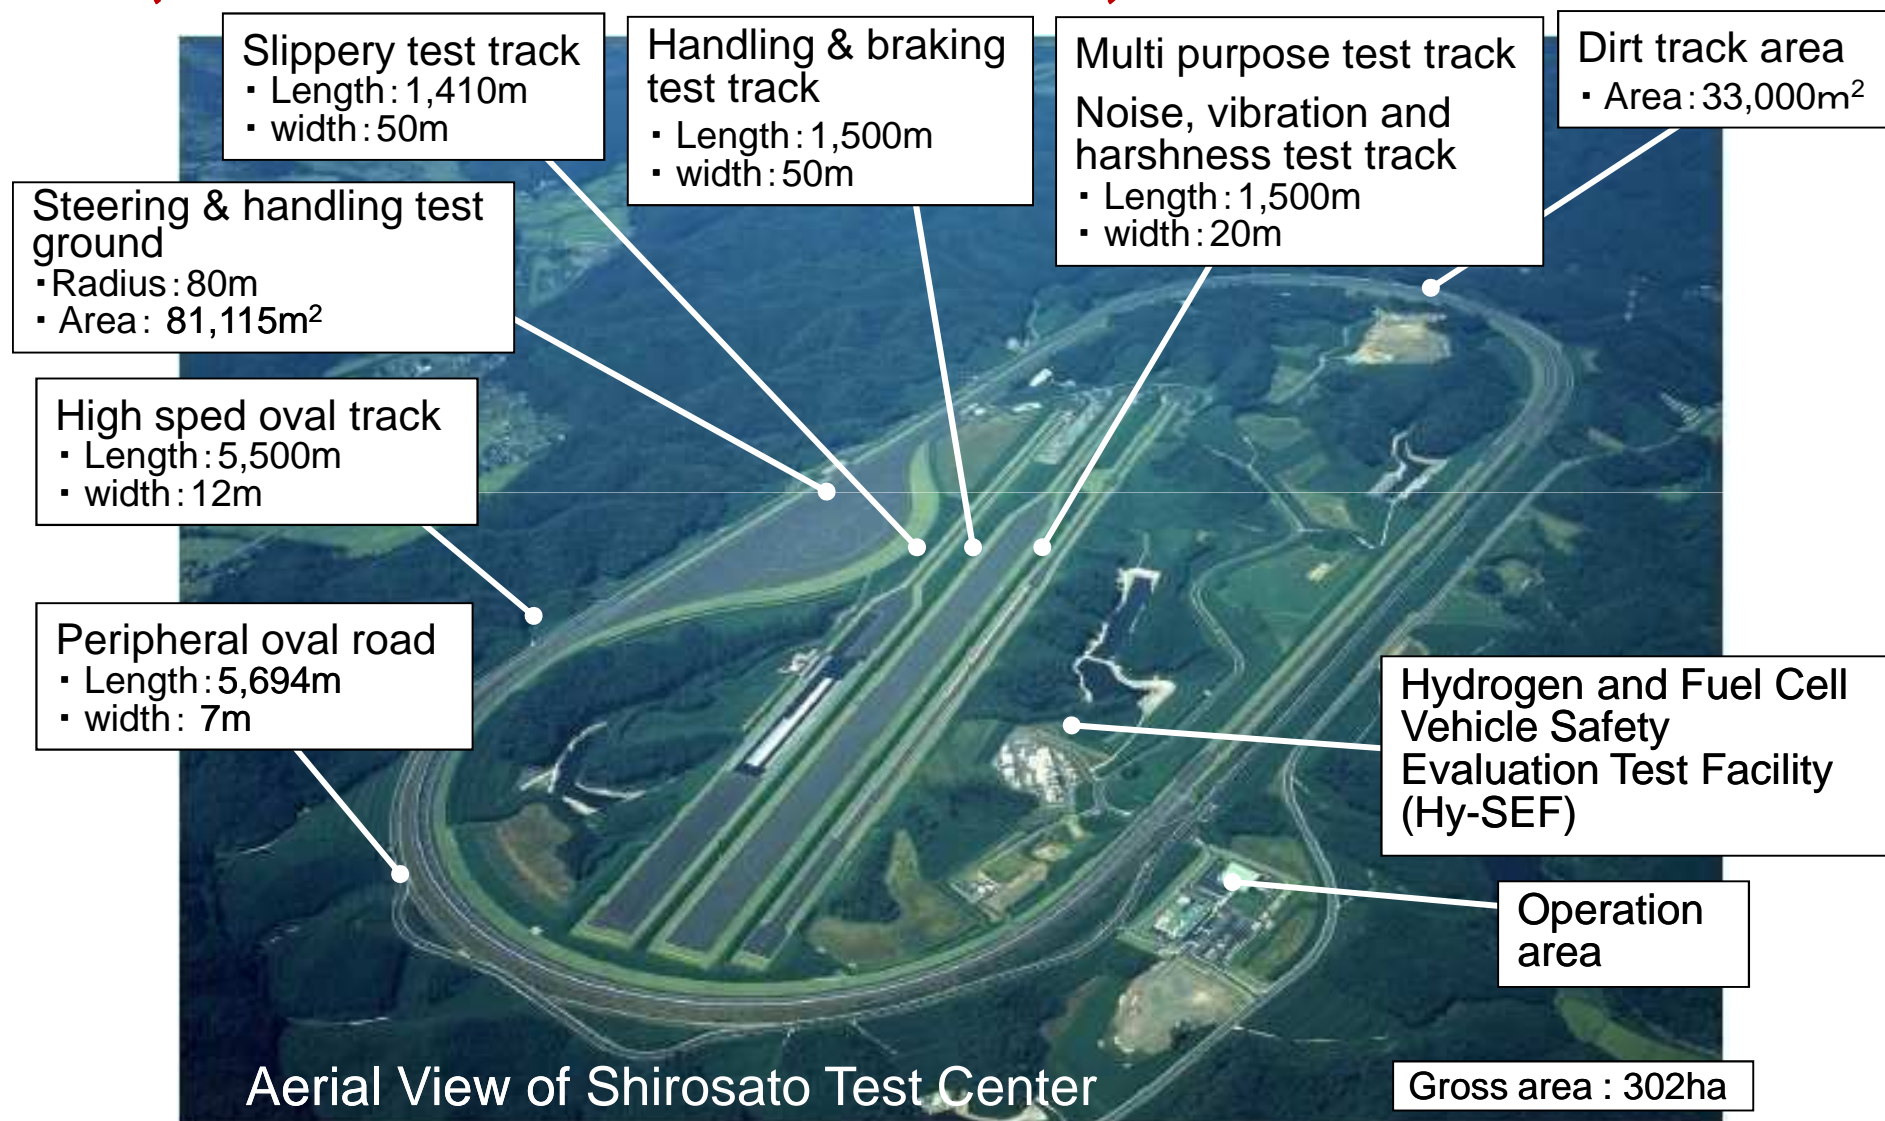 Slippery test track
・Length:1,410m
・width:50m
Handling & braking
test track
・Length:1,500m
・width:50m
Multi purpose test track
Noise, vibration and
harshness test track
・Length:1,500m
・width:20m
Dirt track area
・Area:33,000m²
Steering & handling test
ground
・Radius:80m
・Area: 81,115m²
High sped oval track
・Length:5,500m
・width:12m
Peripheral oval road
・Length:5,694m
・width: 7m
Hydrogen and Fuel Cell
Vehicle Safety
Evaluation Test Facility
(Hy-SEF)
Operation
area
Aerial View of Shirosato Test Center
Gross area : 302ha